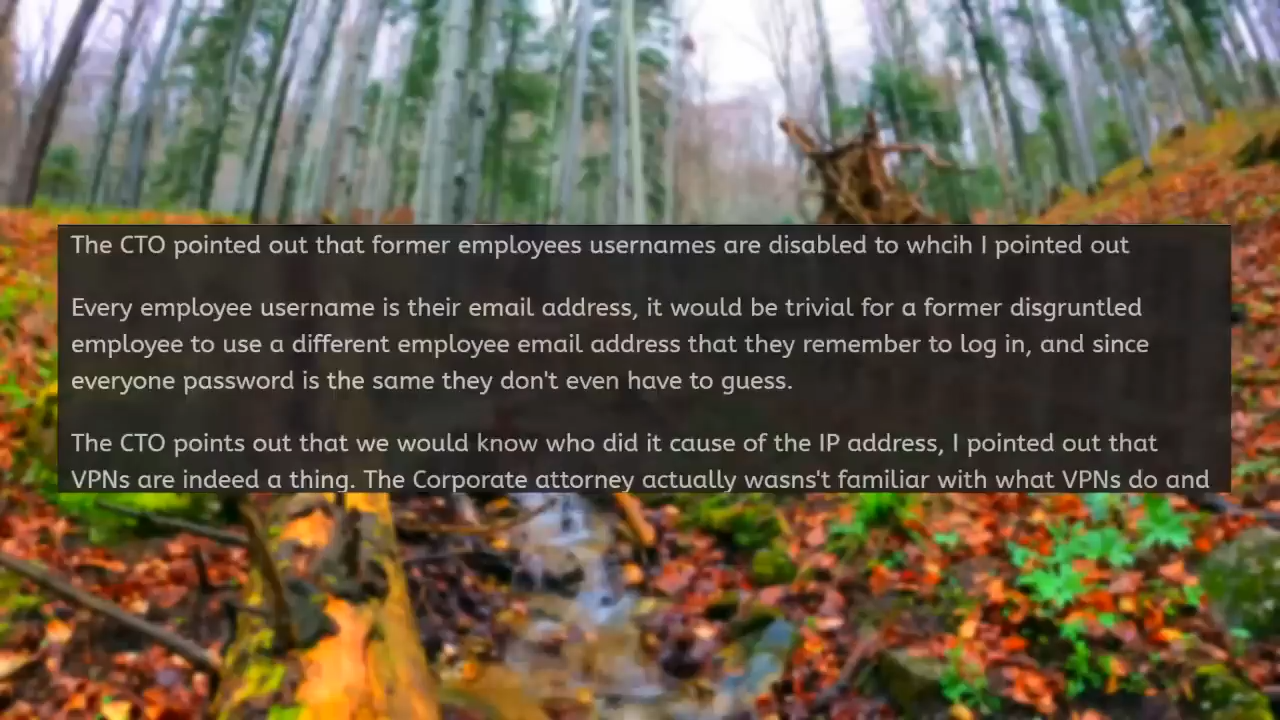 The CTO pointed out that former employees usernames are disabled to whcih I pointed out
Every employee username is their email address, it would be trivial for a former disgruntled
employee to use a different employee email address that they remember to log in, and since
everyone password is the same they don't even have to guess.
The CTO points out that we would know who did it cause of the IP address, I pointed out that
VPNs are indeed a thing. The Corporate attorney actually wasns't familiar with what VPNs do and